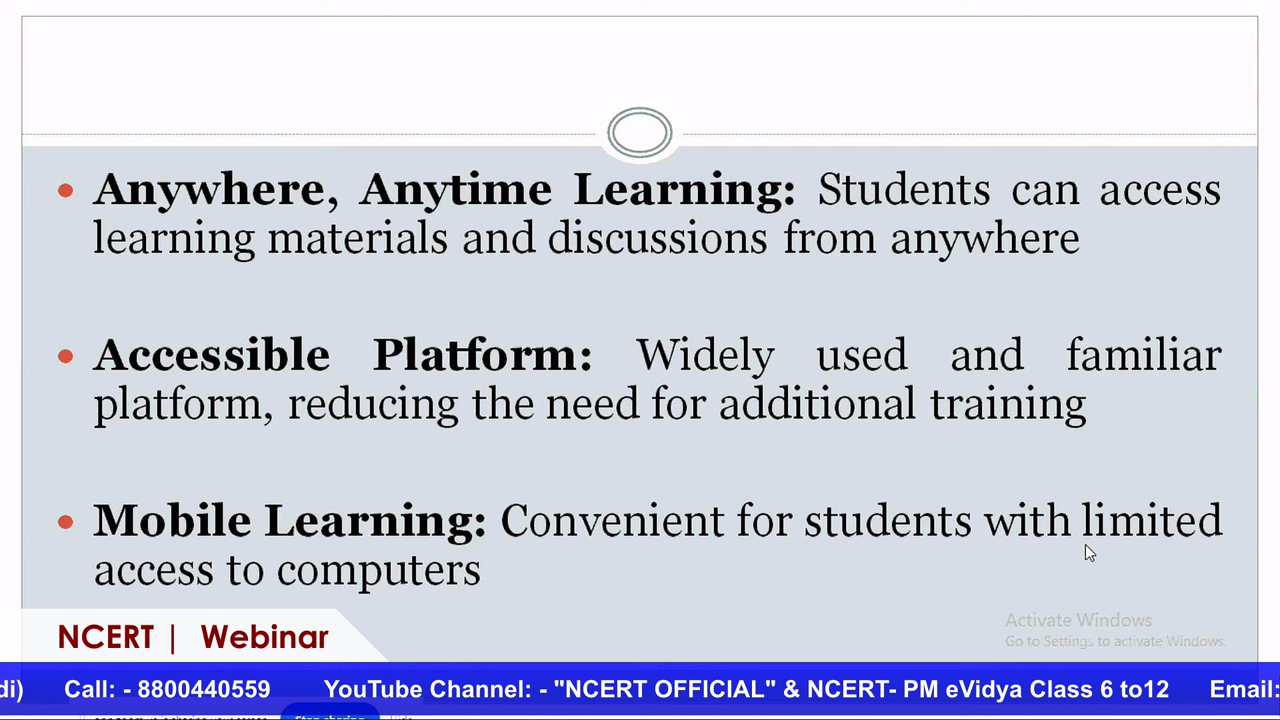 • Anywhere, Anytime Learning: Students can access
learning materials and discussions from anywhere
• Accessible Platform: Widely used and familiar
platform, reducing the need for additional training
• Mobile Learning: Convenient for students with limited
access to computers
Activate Windows
Go to Settings to activate Windows.
NCERT | Webinar
di) Call: - 8800440559 YouTube Channel: - "NCERT OFFICIAL" & NCERT- PM eVidya Class 6 to12 Email: